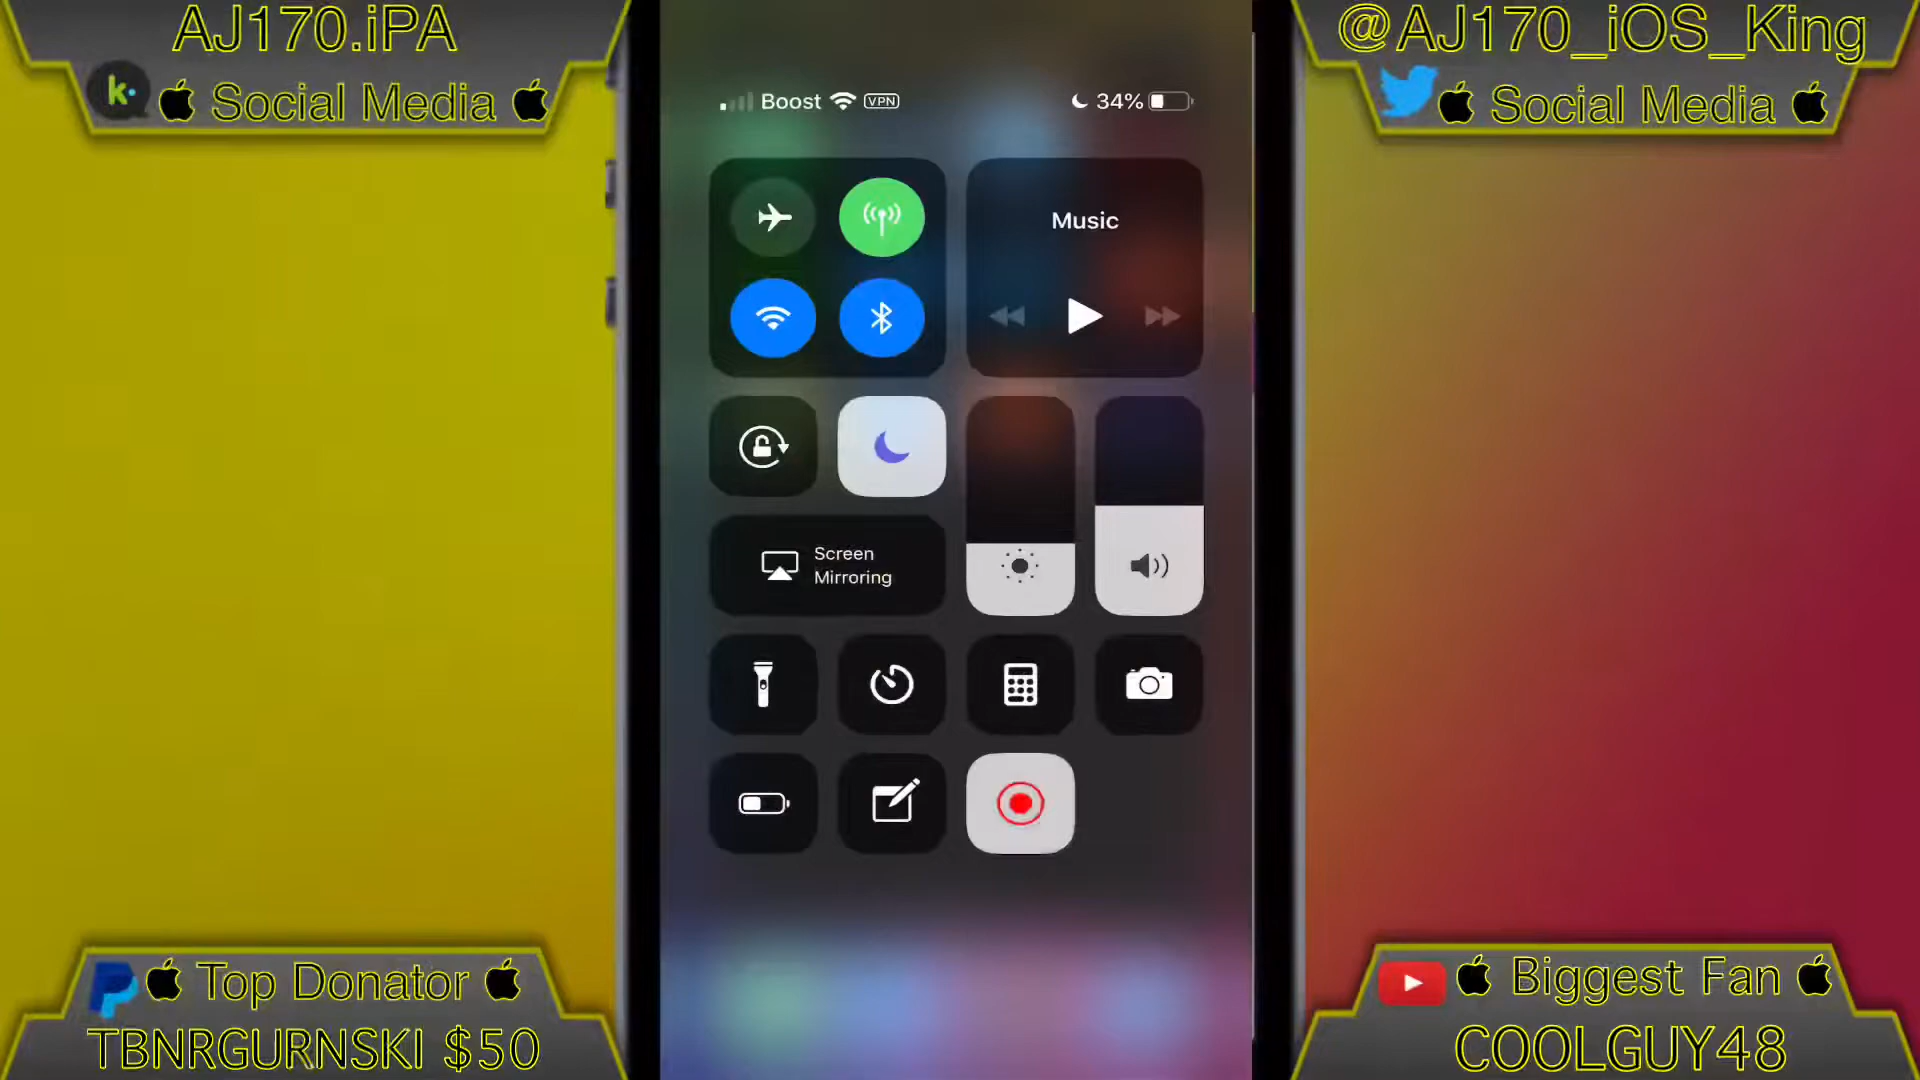 AJ170.iPA
k.
Social Media
@AJ170_iOS_King
Social Media
Boost VPN
34%
Music
Screen
Mirroring
Top Donator
TBNRGURNSKI $50
Biggest Fan
COOLGUY48